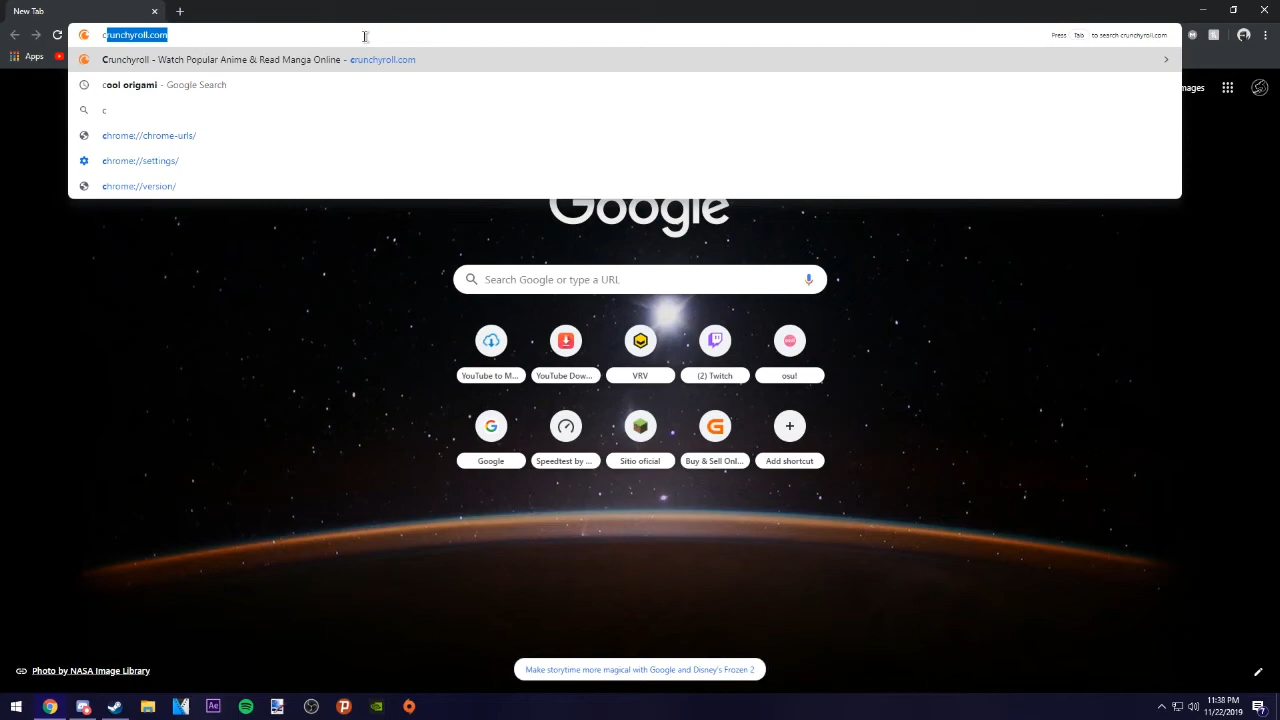 New Tab
crunchyroll.com
Press Tab to search crunchyroll.com
Apps
Crunchyroll - Watch Popular Anime & Read Manga Online - crunchyroll.com
cool origami - Google Search
c
chrome://chrome-urls/
chrome://settings/
chrome://version/
mages
Google
Search Google or type a URL
YouTube to M...
YouTube Dow...
VRV
(2) Twitch
osu!
Google
Speedtest by ...
Sitio oficial
Buy & Sell Onl...
Add shortcut
Photo by NASA Image Library
Make storytime more magical with Google and Disney's Frozen 2
Ae
11:38 PM
11/22/2019